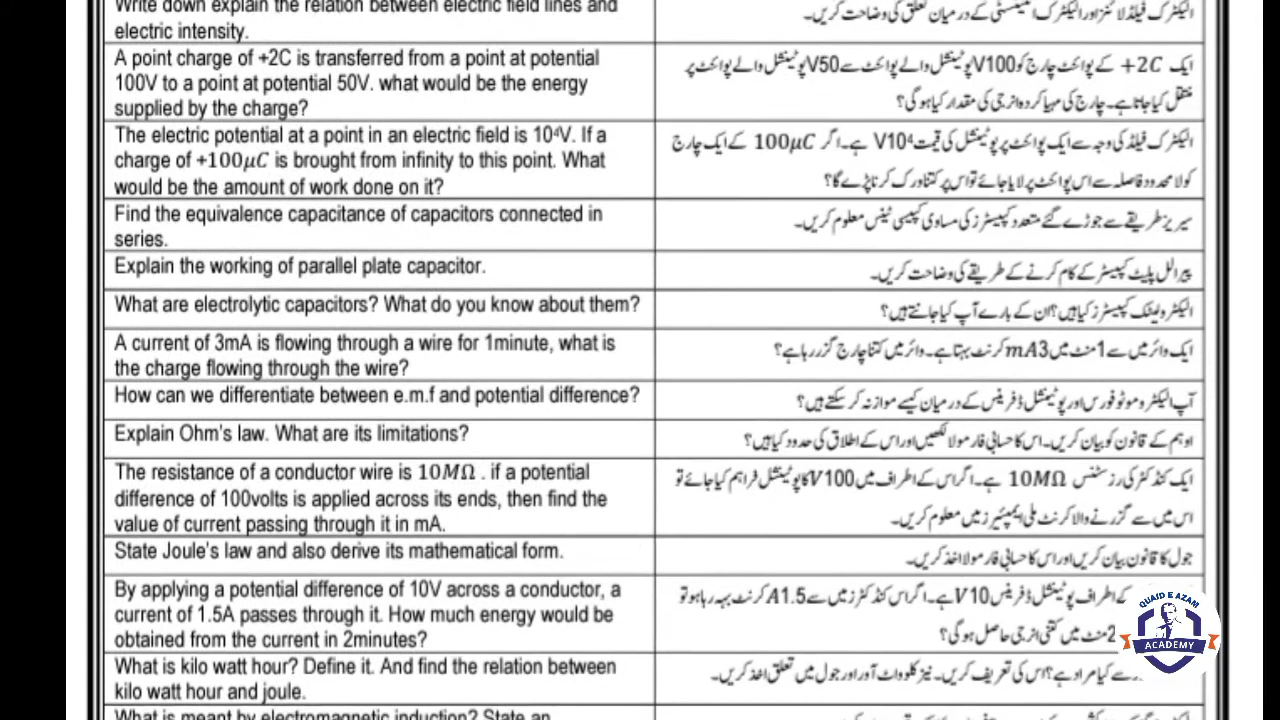 Write down explain the relation between electric field lines and
electric intensity.
الیکٹرک فیلڈ لائنز اور الیکٹرک انٹینسٹی کے درمیان تعلق کی وضاحت کریں۔
A point charge of +2C is transferred from a point at potential
100V to a point at potential 50V. what would be the energy
supplied by the charge?
ایک +2C کے پوائنٹ چارج کو V100 پوٹینشل والے پوائنٹ سے V50 پوٹینشل والے پوائنٹ پر
منتقل کیا جاتا ہے۔ چارج کی مہیا کردہ انرجی کی مقدار کیا ہوگی؟
The electric potential at a point in an electric field is 10⁴V. If a
charge of +100μC is brought from infinity to this point. What
would be the amount of work done on it?
الیکٹرک فیلڈ کی وجہ سے ایک پوائنٹ پر پوٹینشل کی قیمت V10⁴ ہے۔ اگر 100μC کے ایک چارج
کو لامحدود فاصلہ سے اس پوائنٹ پر لایا جائے تو اس پر کتنا ورک کرنا پڑے گا؟
Find the equivalence capacitance of capacitors connected in
series.
سیریز طریقے سے جوڑے گئے متعدد کپیسٹرز کی مساوی کپیسی ٹینس معلوم کریں۔
Explain the working of parallel plate capacitor.
پیرالل پلیٹ کپیسٹر کے کام کرنے کے طریقے کی وضاحت کریں۔
What are electrolytic capacitors? What do you know about them?
الیکٹرولیٹک کپیسٹرز کیا ہیں؟ ان کے بارے آپ کیا جانتے ہیں؟
A current of 3mA is flowing through a wire for 1minute, what is
the charge flowing through the wire?
ایک وائر میں سے 1 منٹ میں mA3 کرنٹ بہتا ہے۔ وائر میں کتنا چارج گزر رہا ہے؟
How can we differentiate between e.m.f and potential difference?
آپ الیکٹروموٹو فورس اور پوٹینشل ڈفرینس کے درمیان کیسے موازنہ کر سکتے ہیں؟
Explain Ohm's law. What are its limitations?
اوہم کے قانون کو بیان کریں۔ اس کا حسابی فارمولا لکھیں اور اس کے اطلاق کی حدود کیا ہیں؟
The resistance of a conductor wire is 10MΩ . if a potential
difference of 100volts is applied across its ends, then find the
value of current passing through it in mA.
ایک کنڈکٹر کی رزسٹنس 10MΩ ہے۔ اگر اس کے اطراف میں V100 کا پوٹینشل فراہم کیا جائے تو
اس میں سے گزرنے والا کرنٹ ملی ایمپئیرز میں معلوم کریں۔
State Joule's law and also derive its mathematical form.
جول کا قانون بیان کریں اور اس کا حسابی فارمولا اخذ کریں۔
By applying a potential difference of 10V across a conductor, a
current of 1.5A passes through it. How much energy would be
obtained from the current in 2minutes?
کے اطراف پوٹینشل ڈفرینس V10 ہے۔ اگر اس کنڈکٹرز میں سے A1.5 کرنٹ بہہ رہا ہو تو
2 منٹ میں کتنی انرجی حاصل ہوگی؟
What is kilo watt hour? Define it. And find the relation between
kilo watt hour and joule.
سے کیا مراد ہے؟ اس کی تعریف کریں۔ نیز کلوواٹ آور اور جول میں تعلق اخذ کریں۔
What is meant by electromagnetic induction? State an
QUAID E AZAM
ACADEMY